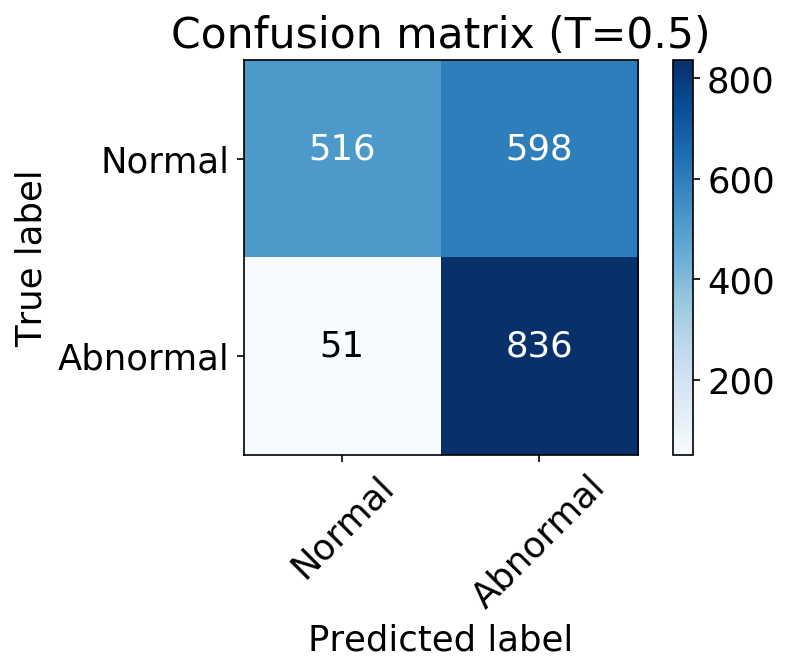 Confusion matrix (T=0.5)
True label
Normal
Abnormal
516
598
51
836
Normal
Abnormal
Predicted label
800
600
400
200